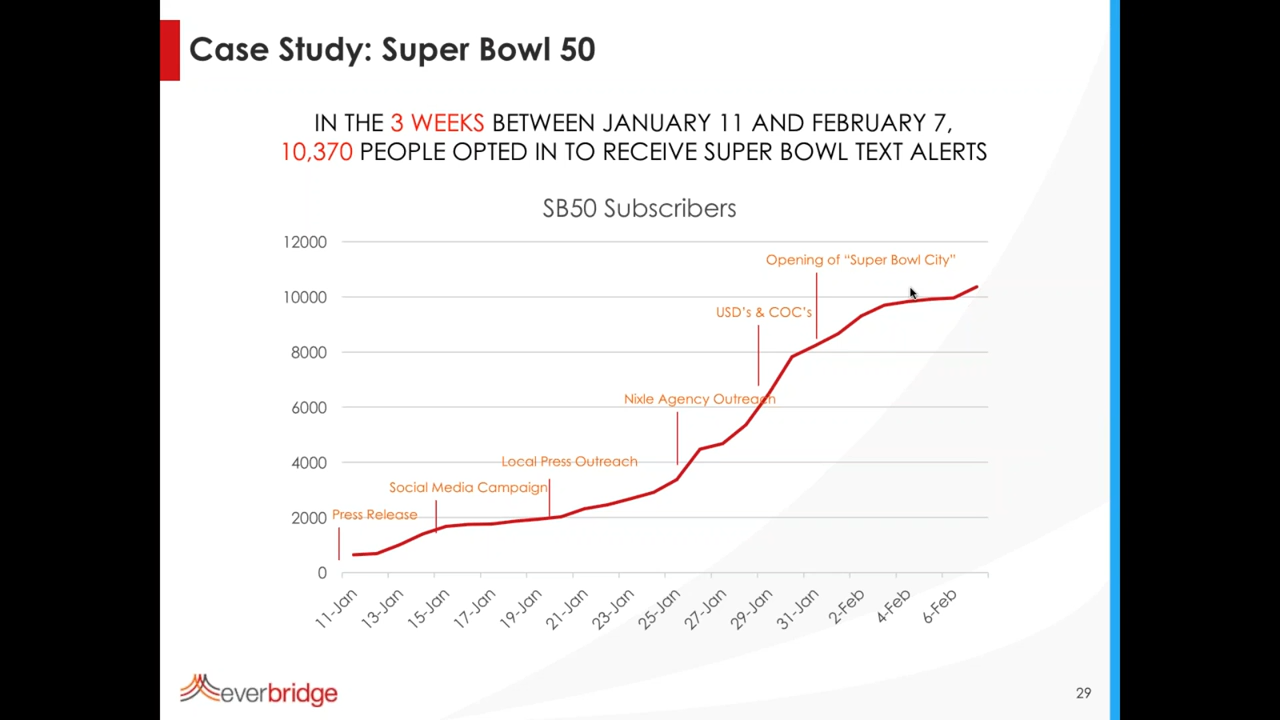 Case Study: Super Bowl 50
IN THE 3 WEEKS BETWEEN JANUARY 11 AND FEBRUARY 7,
10,370 PEOPLE OPTED IN TO RECEIVE SUPER BOWL TEXT ALERTS
SB50 Subscribers
12000
Opening of “Super Bowl City”
10000
USD’s & COC’s
8000
Nixle Agency Outreach
6000
Local Press Outreach
4000
Social Media Campaign
Press Release
2000
0
11-Jan
13-Jan
15-Jan
17-Jan
19-Jan
21-Jan
23-Jan
25-Jan
27-Jan
29-Jan
31-Jan
2-Feb
4-Feb
6-Feb
everbridge
29